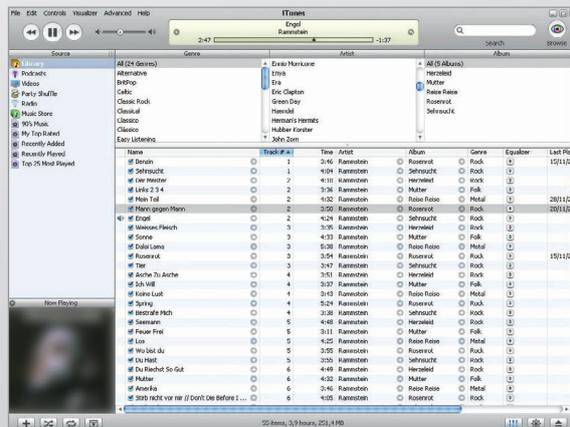 File Edit Controls Visualizer Advanced Help iTunes
Engel
Rammstein
2:47 -1:37
Search Browse
Source Genre Artist Album
Library
Podcasts
Videos
Party Shuffle
Radio
Music Store
90's Music
My Top Rated
Recently Added
Recently Played
Top 25 Most Played
All (24 Genres)
Alternative
BritPop
Celtic
Classic Rock
Classical
Classico
Clássico
Easy Listening
Ennio Morricone
Enya
Era
Eric Clapton
Green Day
Haendel
Herman's Hermits
Hubber Korster
John Zorn
All (5 Albums)
Herzeleid
Mutter
Reise Reise
Rosenrot
Sehnsucht
Name Track # Time Artist Album Genre Equalizer Last Pla
Benzin 1 3:46 Rammstein Rosenrot Rock 15/11/2
Sehnsucht 1 4:04 Rammstein Sehnsucht Rock
Der Meister 2 4:10 Rammstein Herzeleid Rock
Links 2 3 4 2 3:36 Rammstein Mutter Folk
Mein Teil 2 4:32 Rammstein Reise Reise Metal 28/11/2
Mann gegen Mann 2 3:50 Rammstein Rosenrot Rock 20/11/2
Engel 2 4:24 Rammstein Sehnsucht Rock
Weisses Fleisch 3 3:35 Rammstein Herzeleid Rock
Sonne 3 4:33 Rammstein Mutter Folk
Dalai Lama 3 5:38 Rammstein Reise Reise Metal
Rosenrot 3 3:54 Rammstein Rosenrot Rock 15/11/2
Tier 3 3:47 Rammstein Sehnsucht Rock
Asche Zu Asche 4 3:51 Rammstein Herzeleid Rock
Ich Will 4 3:37 Rammstein Mutter Folk
Keine Lust 4 3:43 Rammstein Reise Reise Metal
Spring 4 5:24 Rammstein Rosenrot Rock
Bestrafe Mich 4 3:38 Rammstein Sehnsucht Rock
Seemann 5 4:48 Rammstein Herzeleid Rock
Feuer Frei 5 3:11 Rammstein Mutter Folk
Los 5 4:25 Rammstein Reise Reise Metal
Wo bist du 5 3:55 Rammstein Rosenrot Rock
Du Hast 5 3:55 Rammstein Sehnsucht Rock
Du Riechst So Gut 6 4:49 Rammstein Herzeleid Rock
Mutter 6 4:32 Rammstein Mutter Folk
Amerika 6 3:46 Rammstein Reise Reise Metal
Stirb nicht vor mir // Don't Die Before I ... 6 4:05 Rammstein Rosenrot Rock
Now Playing
55 items, 3,9 hours, 251,4 MB